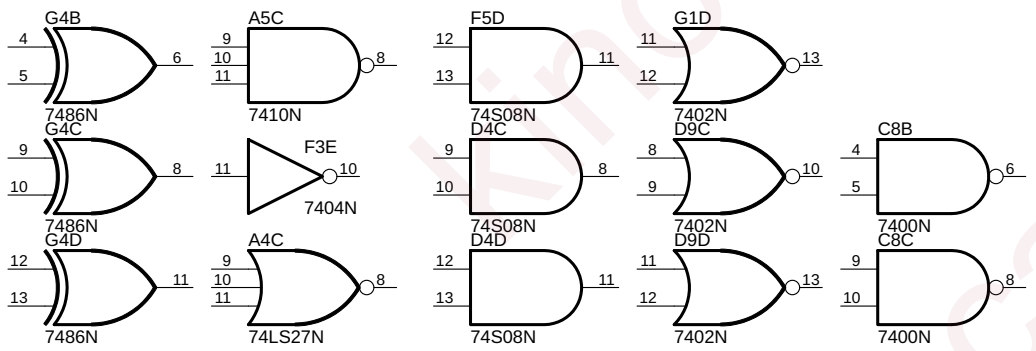 G4B A5C F5D G1D
4 9 12 11
6 10 8 11 13
5 11 13 12
7486N 7410N 74S08N 7402N
G4C F3E D4C D9C C8B
9 9 8 4
8 11 10 8 10 6
10 10 9 5
7486N 7404N 74S08N 7402N 7400N
G4D A4C D4D D9D C8C
12 9 12 11 9
11 10 8 11 13 8
13 11 13 12 10
7486N 74LS27N 74S08N 7402N 7400N